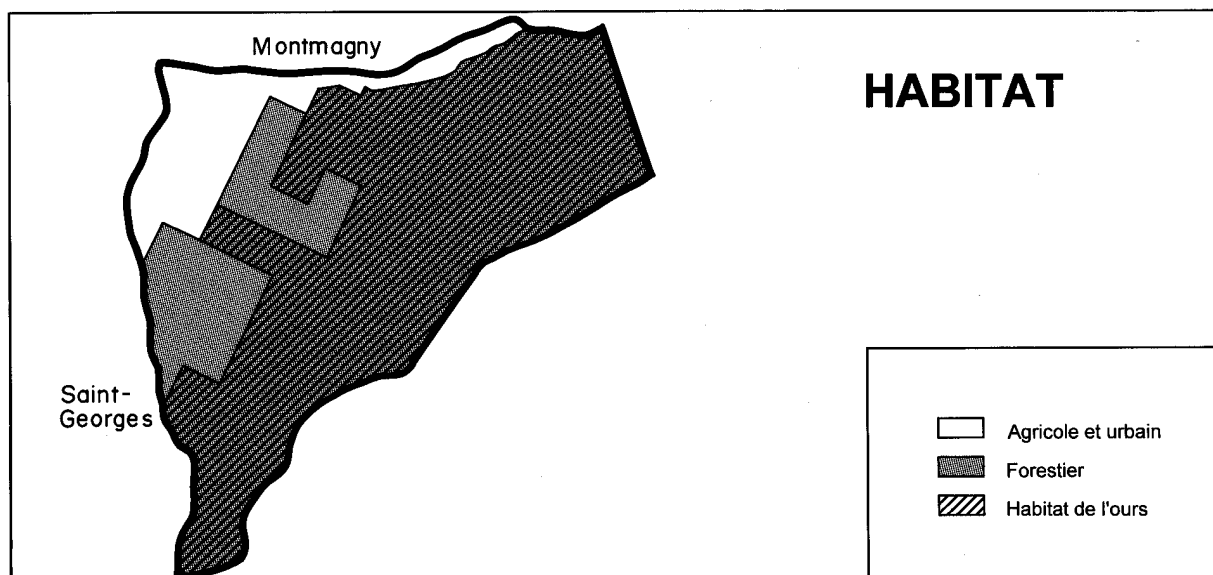 Montmagny
HABITAT
Saint-
Georges
Agricole et urbain
Forestier
Habitat de l'ours